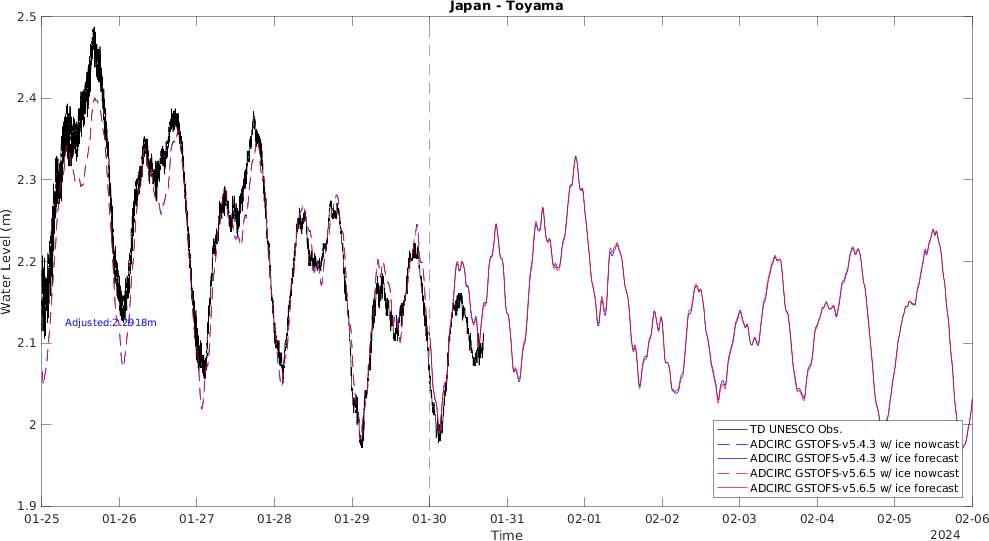 Japan - Toyama
2.5
2.4
2.3
2.2
2.1
2
1.9
Water Level (m)
Adjusted:2.2918m
TD UNESCO Obs.
ADCIRC GSTOFS-v5.4.3 w/ ice nowcast
ADCIRC GSTOFS-v5.4.3 w/ ice forecast
ADCIRC GSTOFS-v5.6.5 w/ ice nowcast
ADCIRC GSTOFS-v5.6.5 w/ ice forecast
01-25 01-26 01-27 01-28 01-29 01-30 01-31 02-01 02-02 02-03 02-04 02-05 02-06
Time
2024